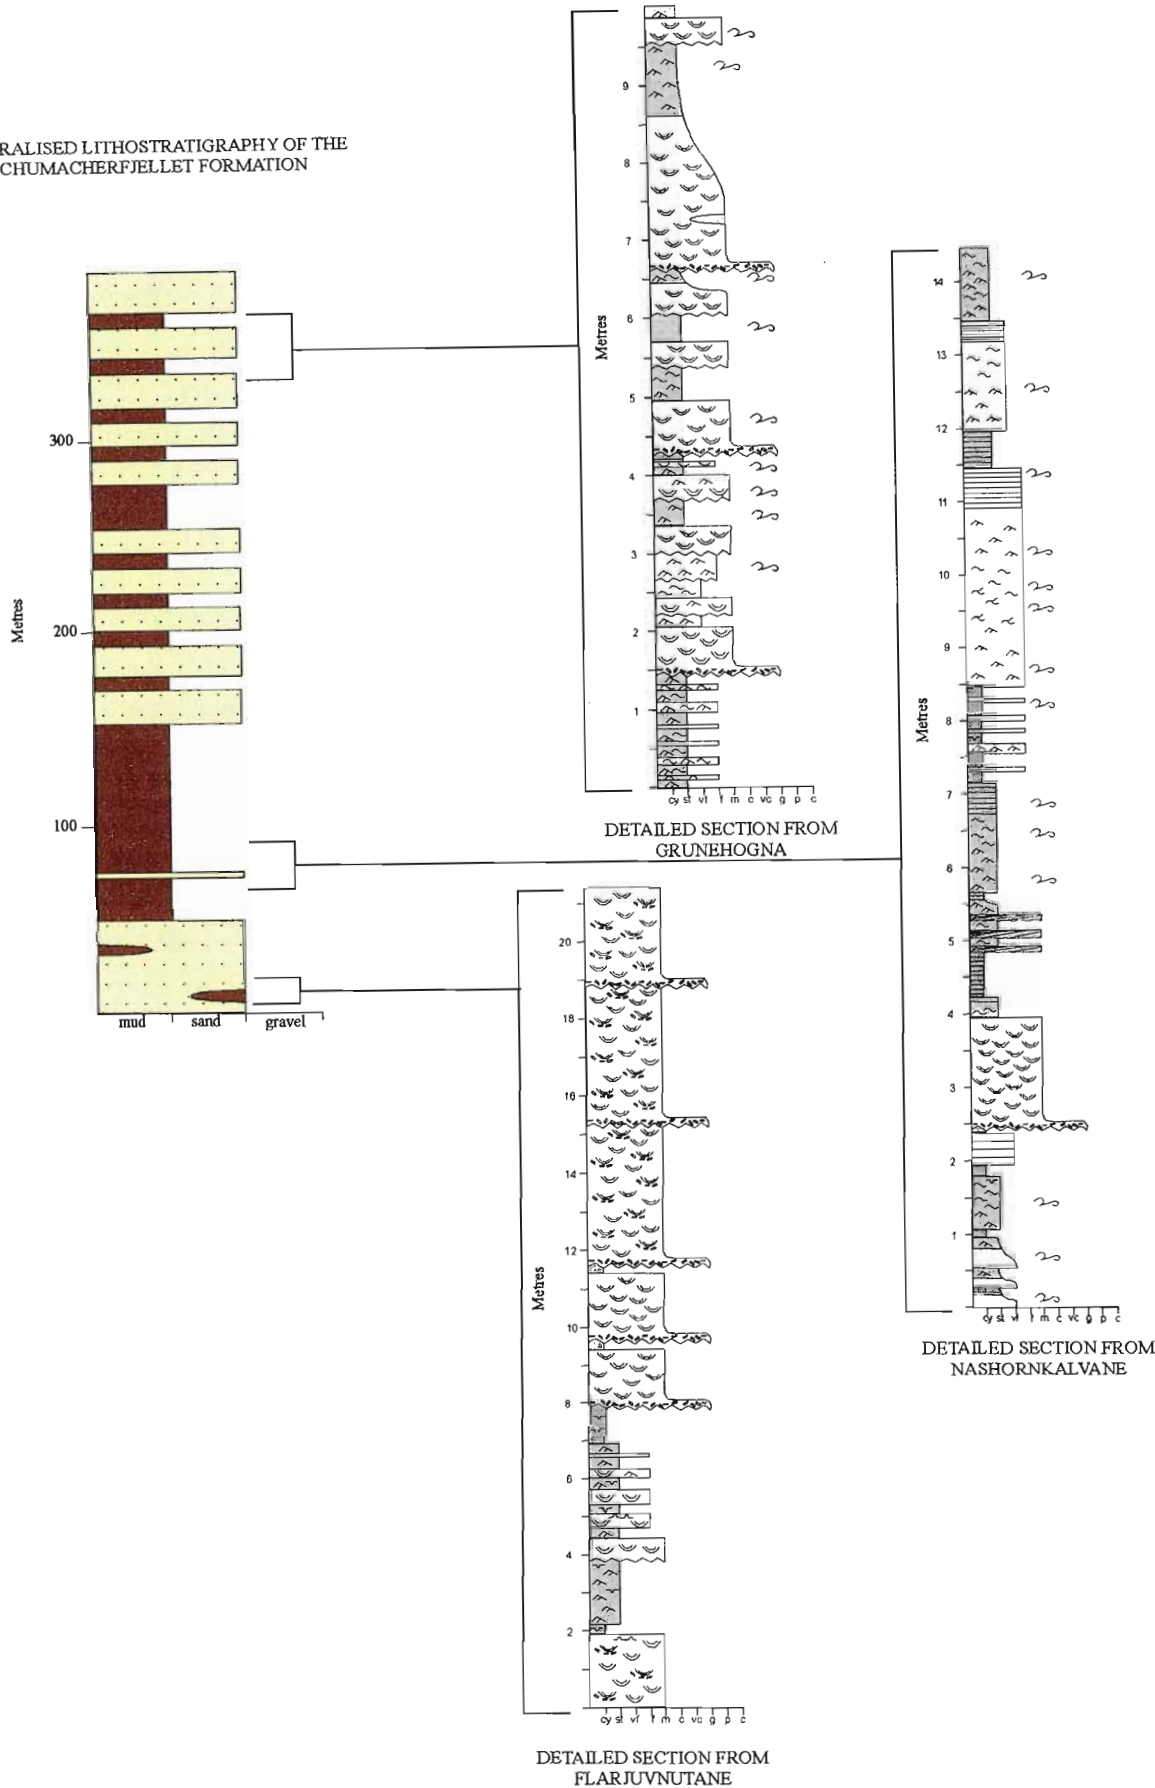 RALISED LITHOSTRATIGRAPHY OF THE
CHUMACHERFJELLET FORMATION
Metres
300
200
100
mud sand gravel
Metres
9
8
7
6
5
4
3
2
1
cy st vf f m c vc g p c
DETAILED SECTION FROM
GRUNEHOGNA
Metres
14
13
12
11
10
9
8
7
6
5
4
3
2
1
cy st vf f m c vc g p c
DETAILED SECTION FROM
NASHORNKALVANE
Metres
20
18
16
14
12
10
8
6
4
2
cy st vf f m c vc g p c
DETAILED SECTION FROM
FLARJUVNUTANE